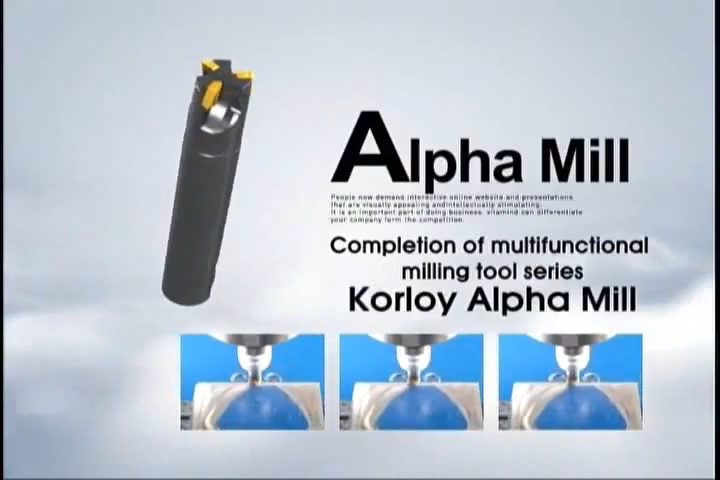 Alpha Mill
People now demand interactive online website and presentations
that are visually appealing andintellectually stimulating.
It is an important part of doing business, vitamind can differentiate
your company form the competition.
Completion of multifunctional
milling tool series
Korloy Alpha Mill